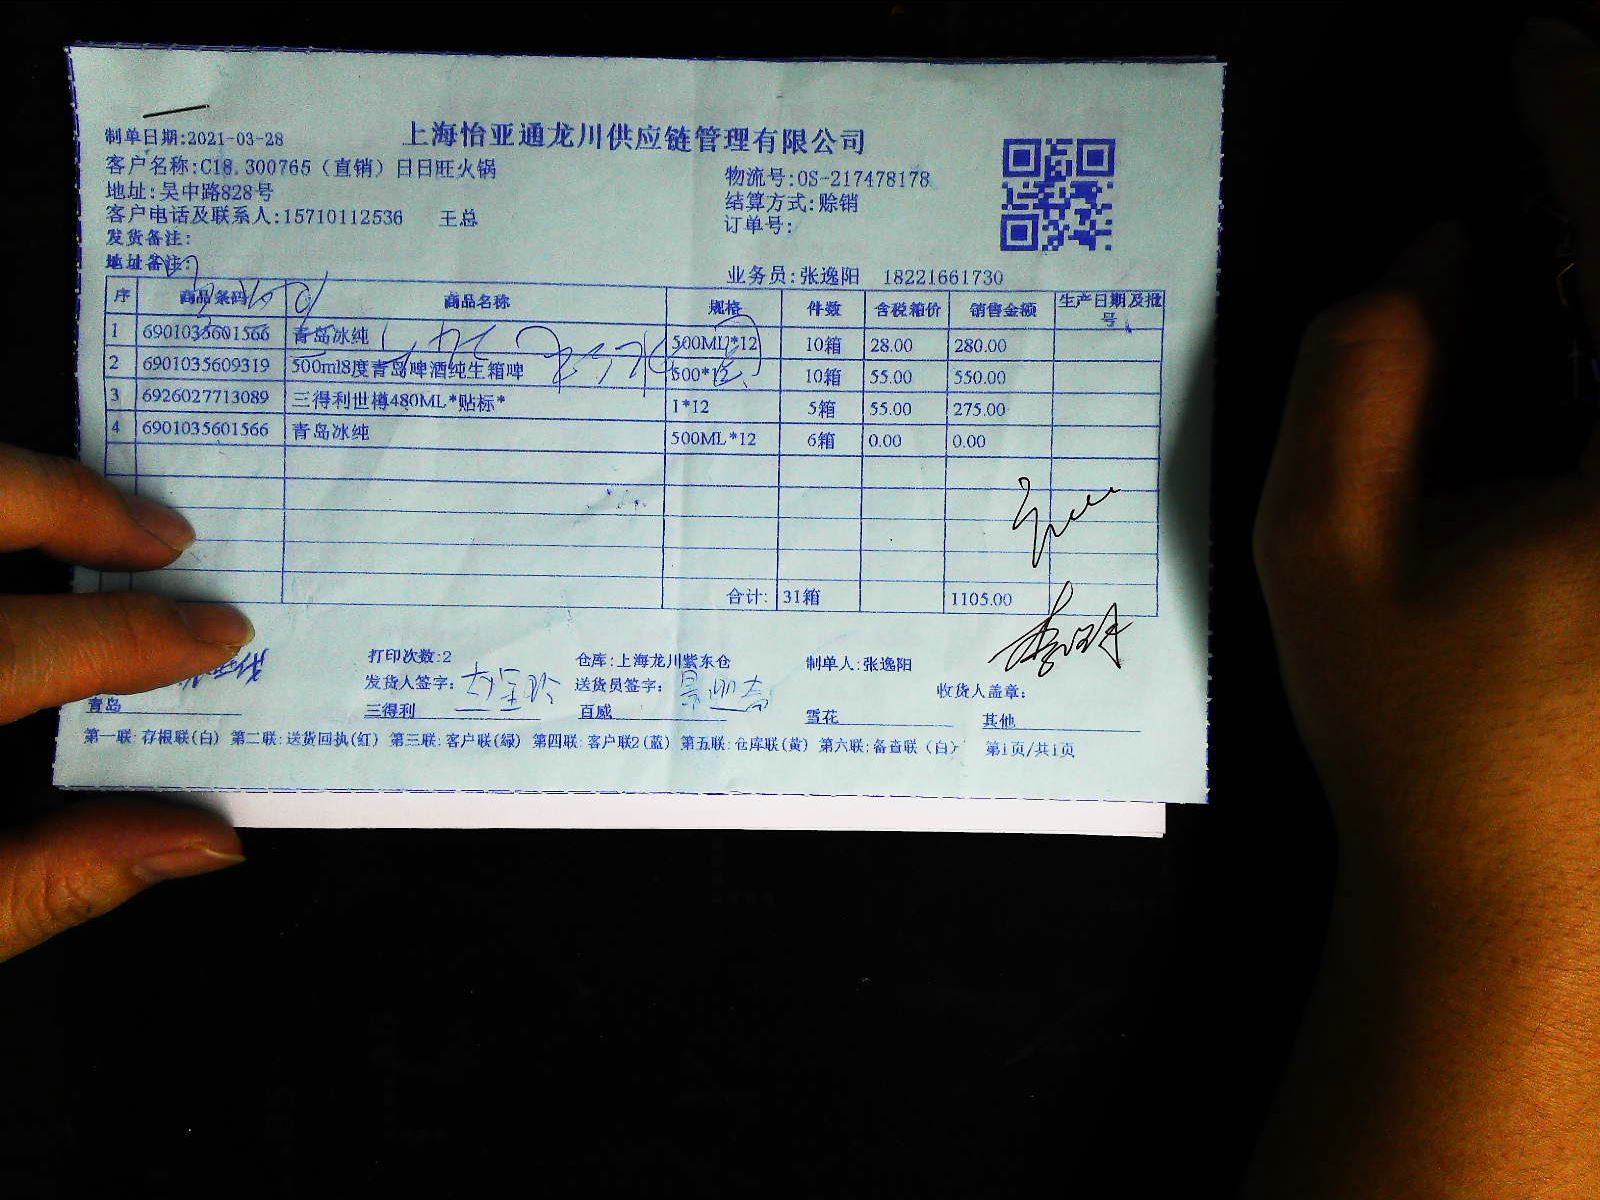 上海怡亚通龙川供应链管理有限公司
制单日期:2021-03-28
客户名称:C18.300765（直销）日日旺火锅
地址:吴中路828号
客户电话及联系人:15710112536 王总
发货备注:
地址备注:
物流号:OS-217478178
结算方式:赊销
订单号:
业务员:张逸阳 18221661730
序 商品条码 商品名称 规格 件数 含税箱价 销售金额 生产日期及批号
1 6901035601566 青岛冰纯 500ML*12 10箱 28.00 280.00
2 6901035609319 500ml8度青岛啤酒纯生箱啤 500*12 10箱 55.00 550.00
3 6926027713089 三得利世樽480ML*贴标* 1*12 5箱 55.00 275.00
4 6901035601566 青岛冰纯 500ML*12 6箱 0.00 0.00
合计: 31箱 1105.00
打印次数:2 仓库:上海龙川紫东仓 制单人:张逸阳
发货人签字: 送货员签字: 收货人盖章:
青岛 三得利 百威 雪花 其他
第一联:存根联(白) 第二联:送货回执(红) 第三联:客户联(绿) 第四联:客户联2(蓝) 第五联:仓库联(黄) 第六联:备查联(白) 第1页/共1页